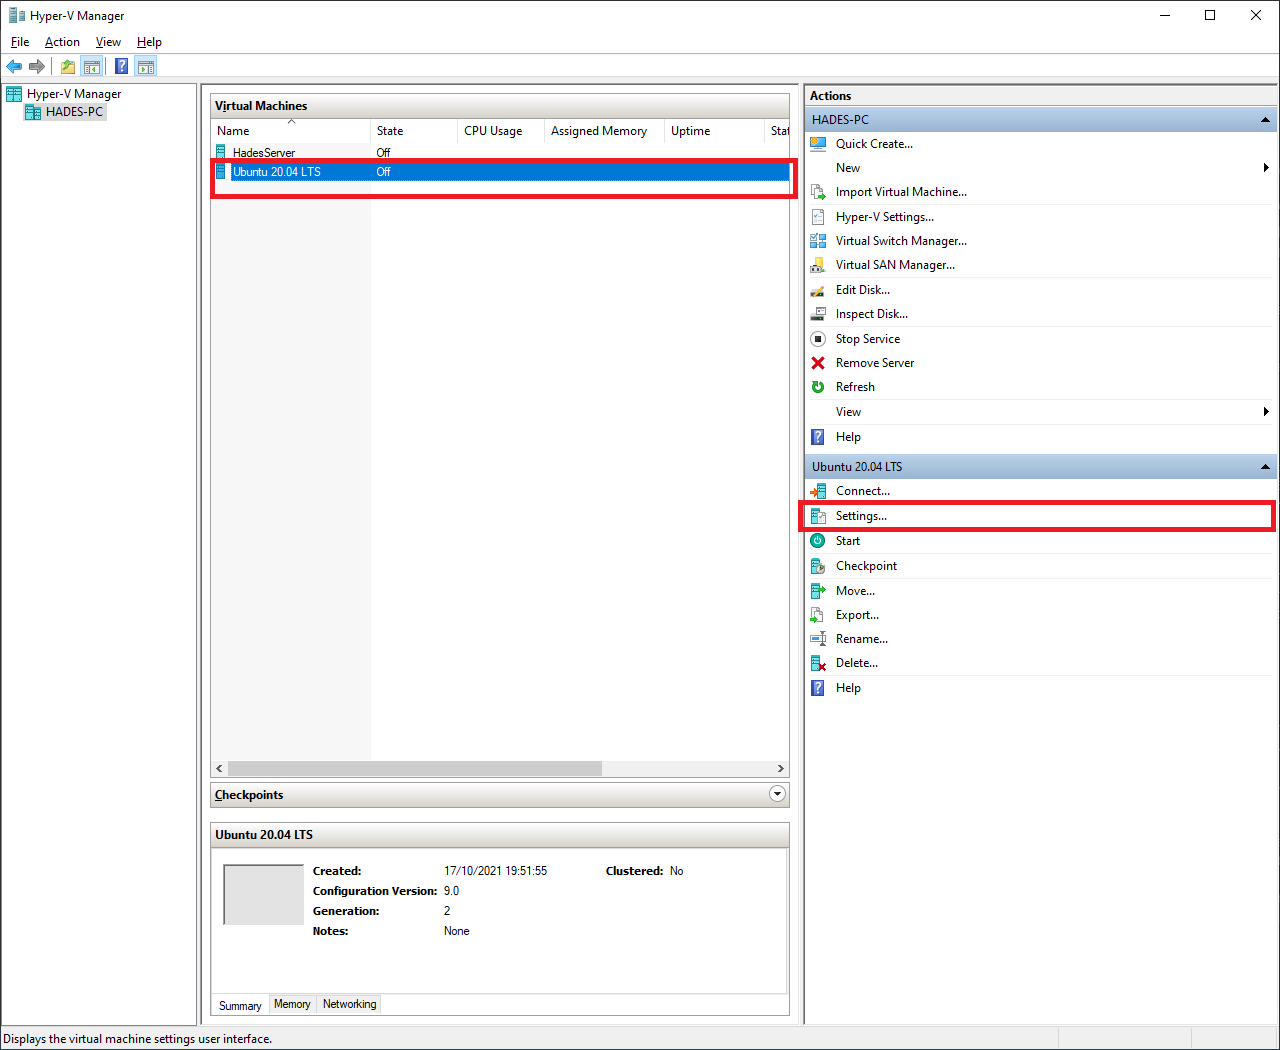 Hyper-V Manager
File Action View Help
Hyper-V Manager
HADES-PC
Virtual Machines
Name State CPU Usage Assigned Memory Uptime
HadesServer Off
Ubuntu 20.04 LTS Off
Checkpoints
Ubuntu 20.04 LTS
Created: 17/10/2021 19:51:55 Clustered: No
Configuration Version: 9.0
Generation: 2
Notes: None
Summary Memory Networking
Actions
HADES-PC
Quick Create...
New
Import Virtual Machine...
Hyper-V Settings...
Virtual Switch Manager...
Virtual SAN Manager...
Edit Disk...
Inspect Disk...
Stop Service
Remove Server
Refresh
View
Help
Ubuntu 20.04 LTS
Connect...
Settings...
Start
Checkpoint
Move...
Export...
Rename...
Delete...
Help
Displays the virtual machine settings user interface.